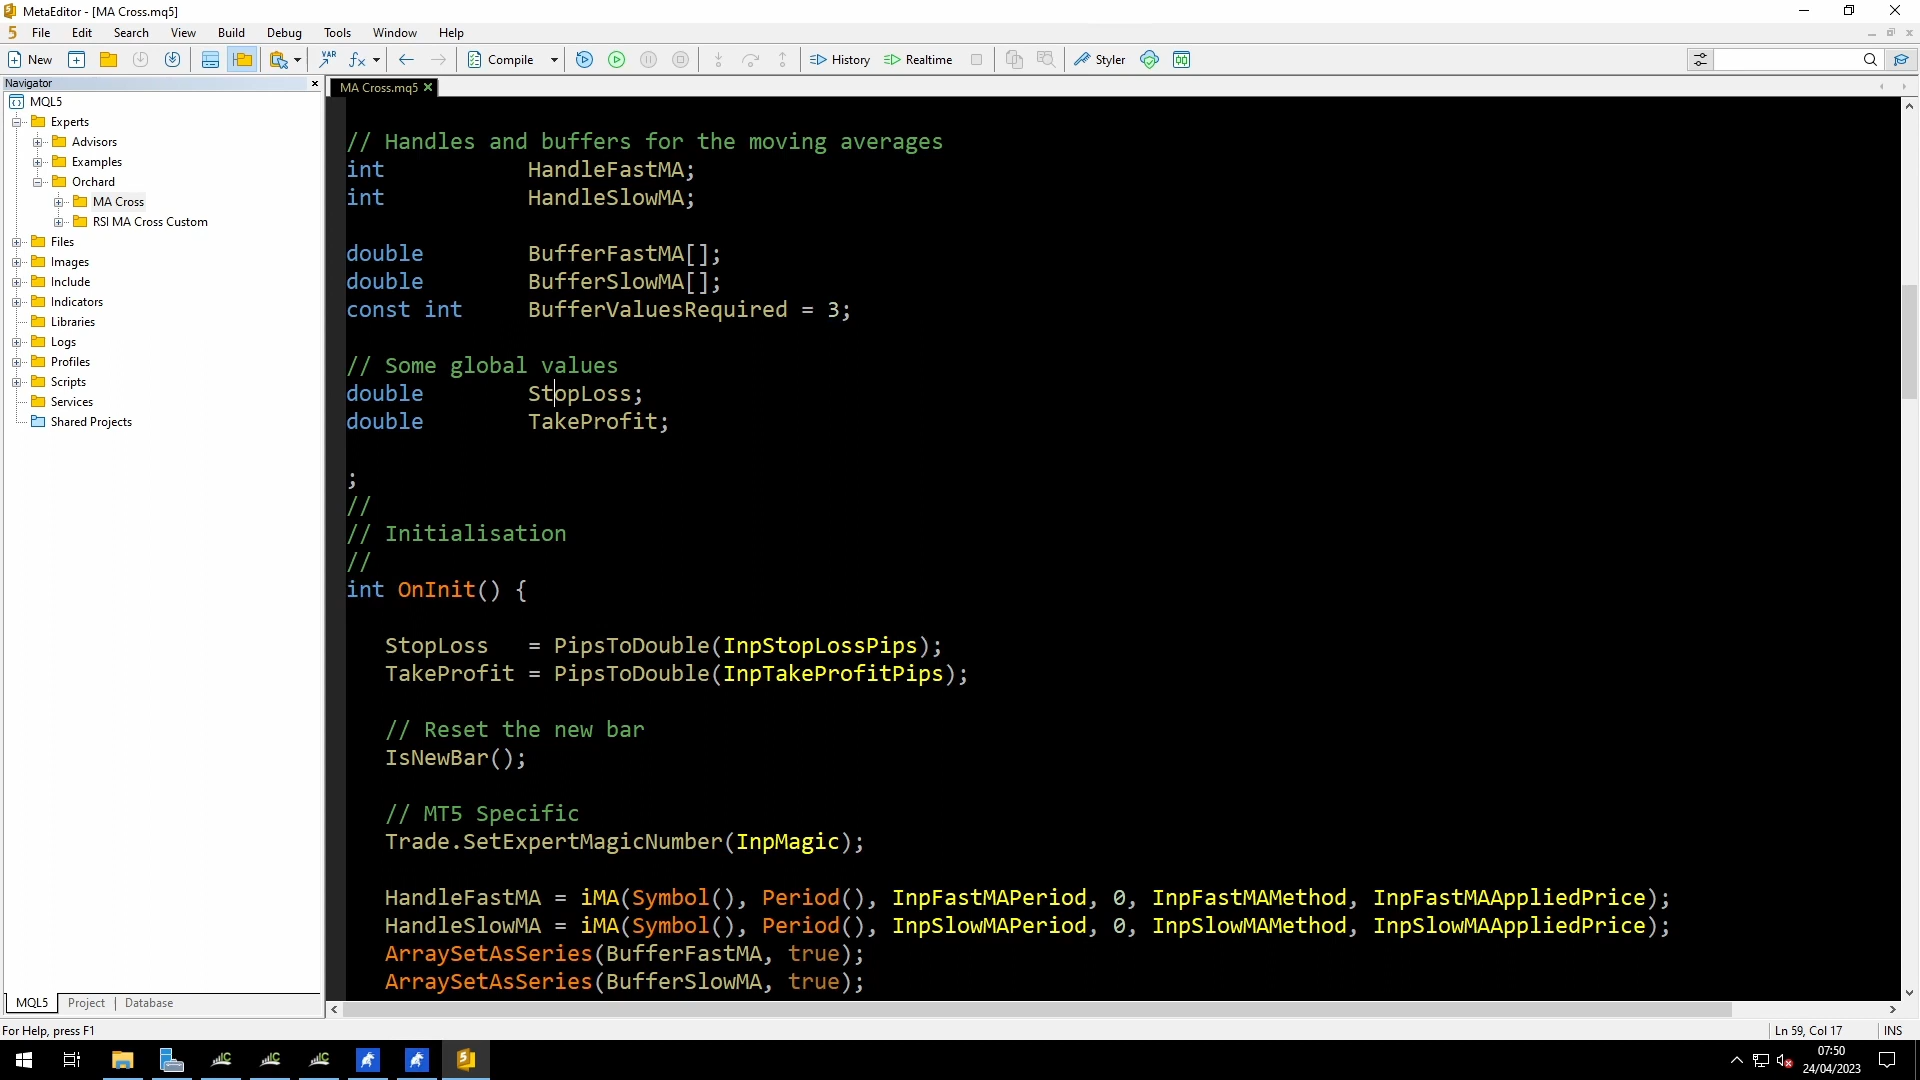 MetaEditor - [MA Cross.mq5]
File Edit Search View Build Debug Tools Window Help
New Compile History Realtime Styler
Navigator
MQL5
Experts
Advisors
Examples
Orchard
MA Cross
RSI MA Cross Custom
Files
Images
Include
Indicators
Libraries
Logs
Profiles
Scripts
Services
Shared Projects
MQL5 Project Database
MA Cross.mq5
// Handles and buffers for the moving averages
int HandleFastMA;
int HandleSlowMA;
double BufferFastMA[];
double BufferSlowMA[];
const int BufferValuesRequired = 3;
// Some global values
double StopLoss;
double TakeProfit;
;
//
// Initialisation
//
int OnInit() {
StopLoss = PipsToDouble(InpStopLossPips);
TakeProfit = PipsToDouble(InpTakeProfitPips);
// Reset the new bar
IsNewBar();
// MT5 Specific
Trade.SetExpertMagicNumber(InpMagic);
HandleFastMA = iMA(Symbol(), Period(), InpFastMAPeriod, 0, InpFastMAMethod, InpFastMAAppliedPrice);
HandleSlowMA = iMA(Symbol(), Period(), InpSlowMAPeriod, 0, InpSlowMAMethod, InpSlowMAAppliedPrice);
ArraySetAsSeries(BufferFastMA, true);
ArraySetAsSeries(BufferSlowMA, true);
For Help, press F1
Ln 59, Col 17 INS
07:50
24/04/2023